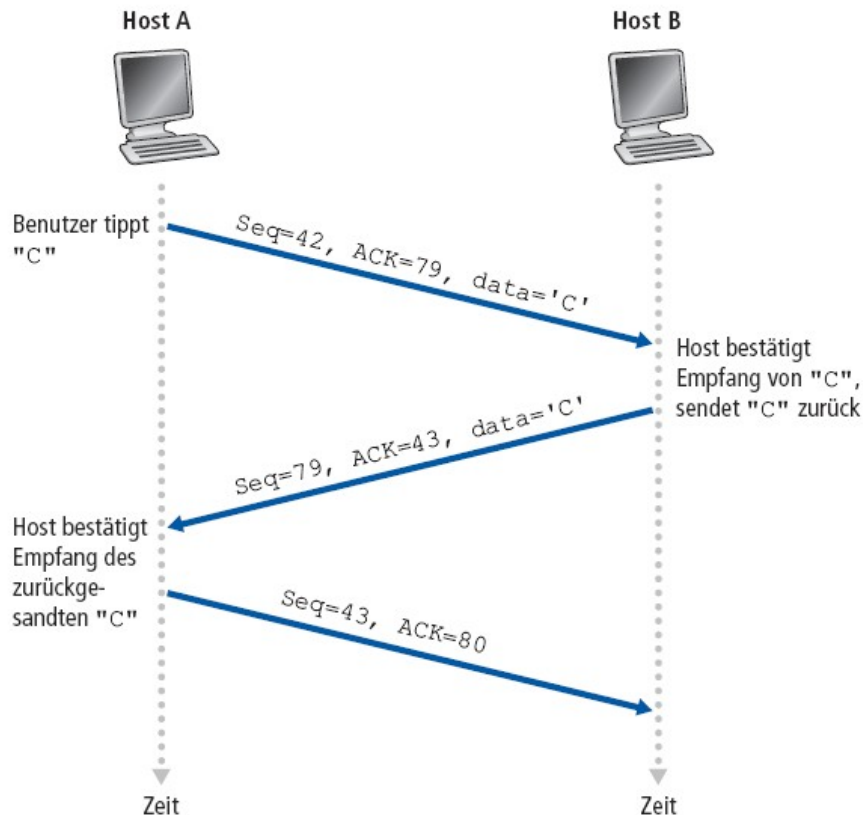 Host A
Host B
Benutzer tippt
"C"
Seq=42, ACK=79, data='C'
Host bestätigt
Empfang von "C",
sendet "C" zurück
Seq=79, ACK=43, data='C'
Host bestätigt
Empfang des
zurückge-
sandten "C"
Seq=43, ACK=80
Zeit
Zeit